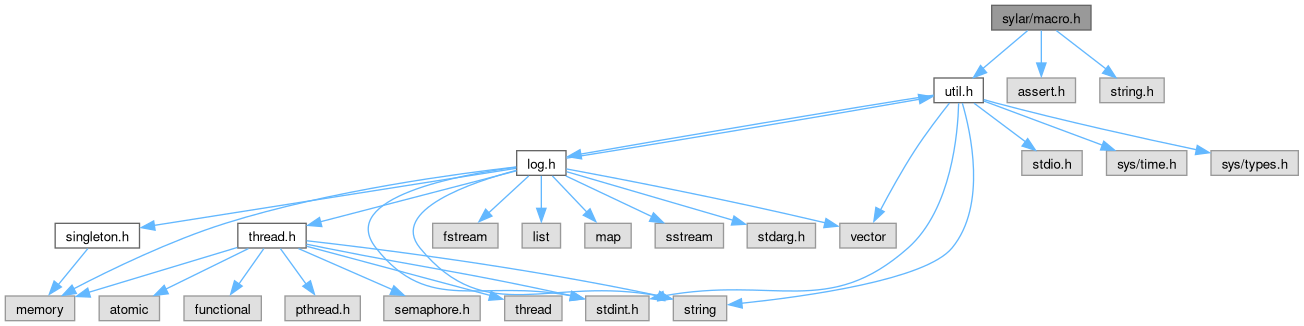 sylar/macro.h
util.h
assert.h
string.h
log.h
stdio.h
sys/time.h
sys/types.h
singleton.h
thread.h
fstream
list
map
sstream
stdarg.h
vector
memory
atomic
functional
pthread.h
semaphore.h
thread
stdint.h
string